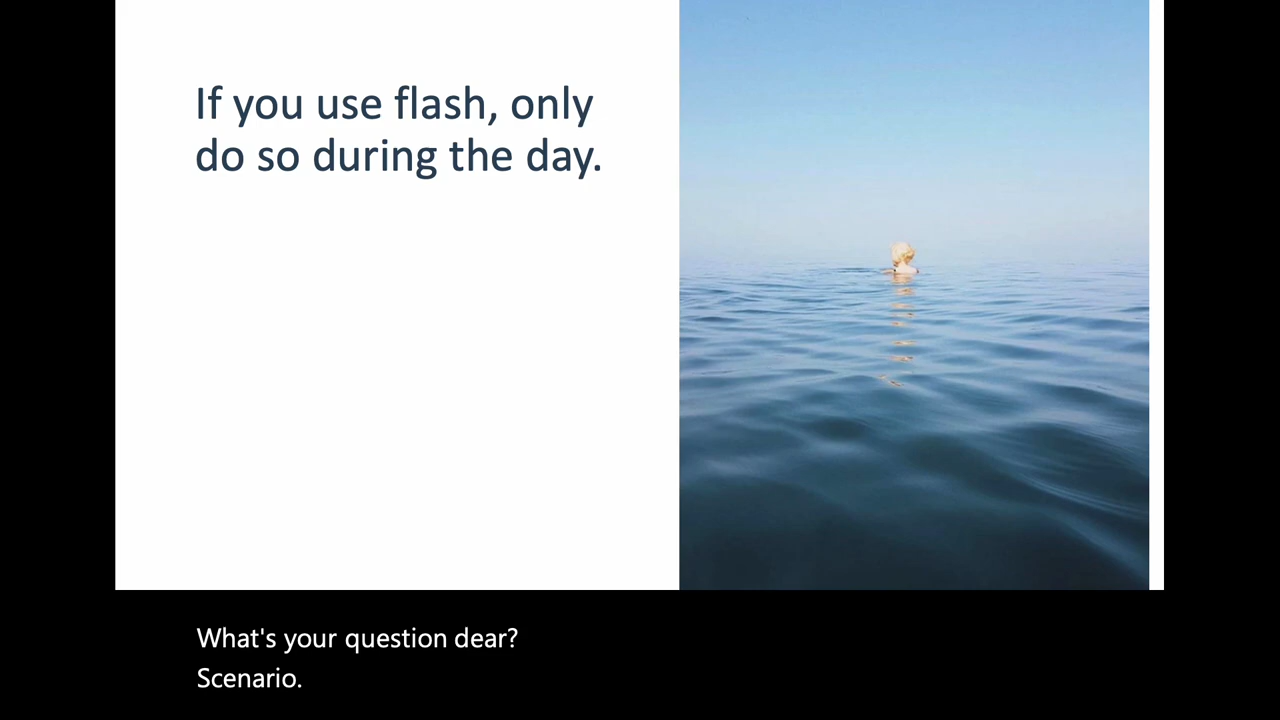 If you use flash, only
do so during the day.
What's your question dear?
Scenario.